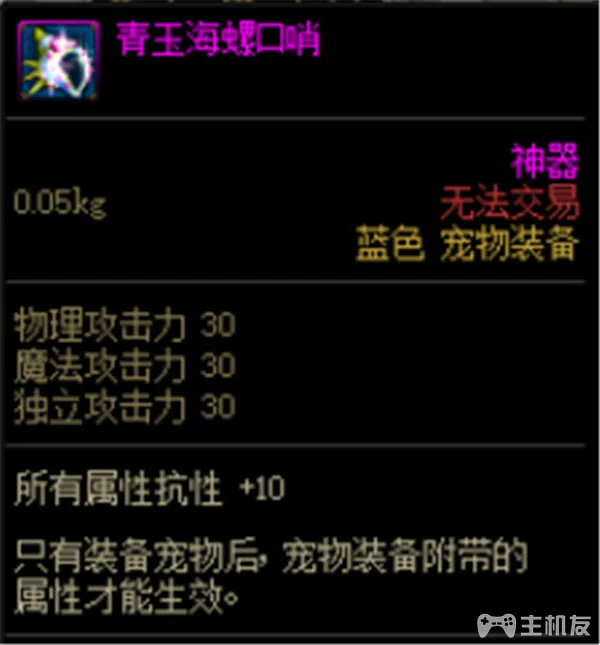 青玉海螺口哨
神器
0.05kg
无法交易
蓝色 宠物装备
物理攻击力 30
魔法攻击力 30
独立攻击力 30
所有属性抗性 +10
只有装备宠物后，宠物装备附带的
属性才能生效。
主机友